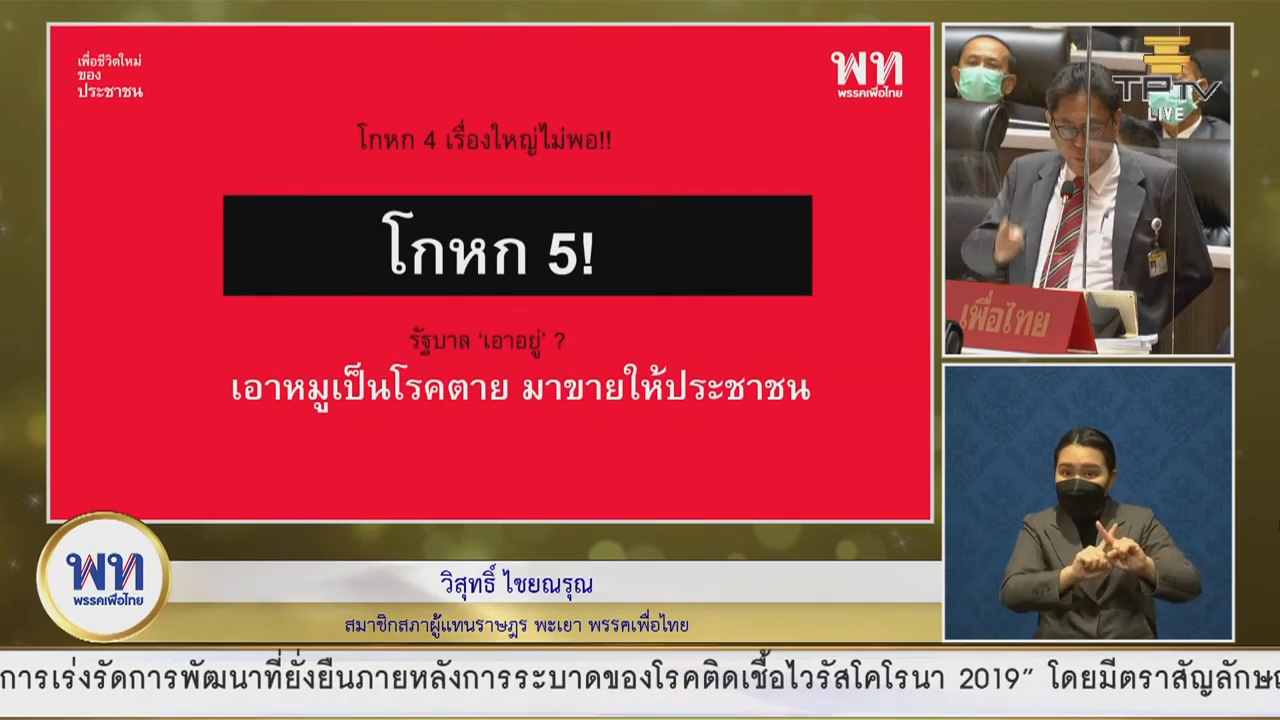 เพื่อชีวิตใหม่
ของ
ประชาชน
พท
พรรคเพื่อไทย
โกหก 4 เรื่องใหญ่ไม่พอ!!
โกหก 5!
รัฐบาล 'เอาอยู่' ?
เอาหมูเป็นโรคตาย มาขายให้ประชาชน
TPTV
LIVE
เพื่อไทย
พท
พรรคเพื่อไทย
วิสุทธิ์ ไชยณรุณ
สมาชิกสภาผู้แทนราษฎร พะเยา พรรคเพื่อไทย
การเร่งรัดการพัฒนาที่ยั่งยืนภายหลังการระบาดของโรคติดเชื้อไวรัสโคโรนา 2019” โดยมีตราสัญลักษณ